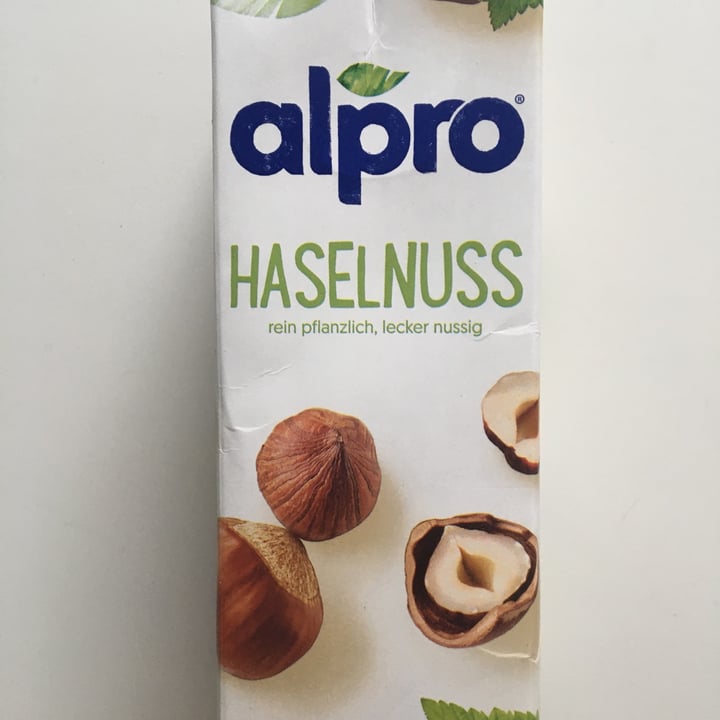 alpro®
HASELNUSS
rein pflanzlich, lecker nussig